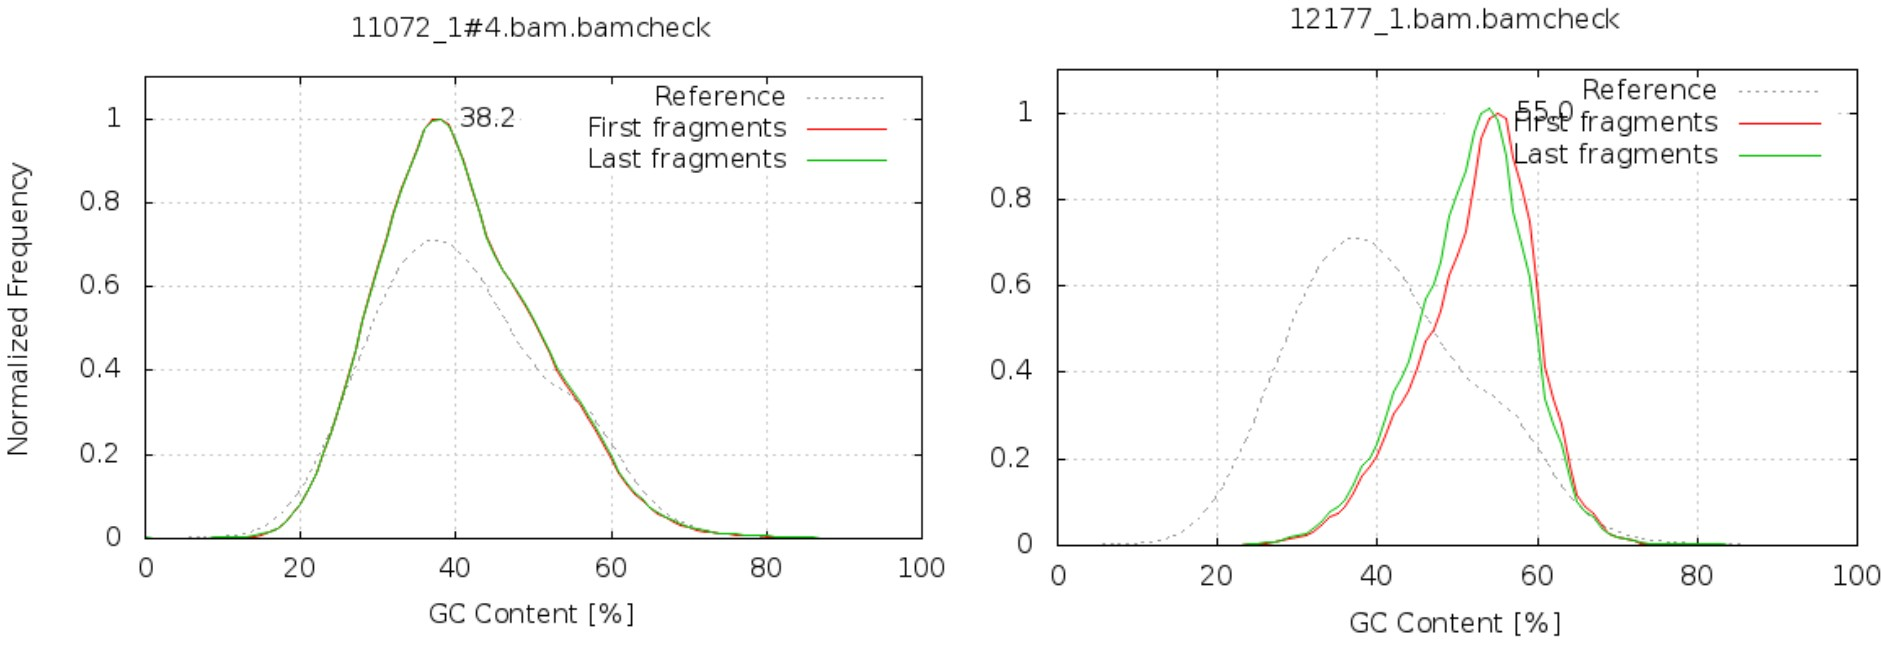 11072_1#4.bam.bamcheck
Normalized Frequency
1
0.8
0.6
0.4
0.2
0
38.2
Reference
First fragments
Last fragments
0 20 40 60 80 100
GC Content [%]
12177_1.bam.bamcheck
1
0.8
0.6
0.4
0.2
0
55.0
Reference
First fragments
Last fragments
0 20 40 60 80 100
GC Content [%]